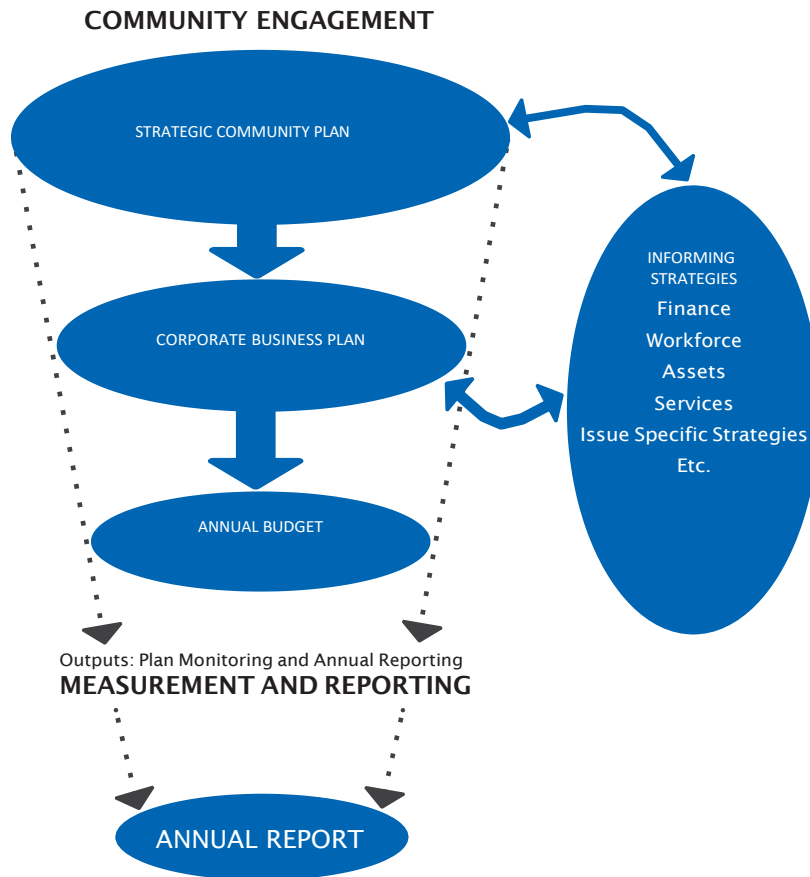 COMMUNITY ENGAGEMENT
STRATEGIC COMMUNITY PLAN
INFORMING
STRATEGIES
Finance
Workforce
Assets
Services
Issue Specific Strategies
Etc.
CORPORATE BUSINESS PLAN
ANNUAL BUDGET
Outputs: Plan Monitoring and Annual Reporting
MEASUREMENT AND REPORTING
ANNUAL REPORT